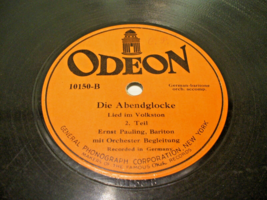 ODEON
10150-B
Die Abendglocke
Lied im Volkston
2. Teil
Ernst Pauling, Bariton
mit Orchester Begleitung
Recorded in Germany
GENERAL PHONOGRAPH CORPORATION NEW YORK